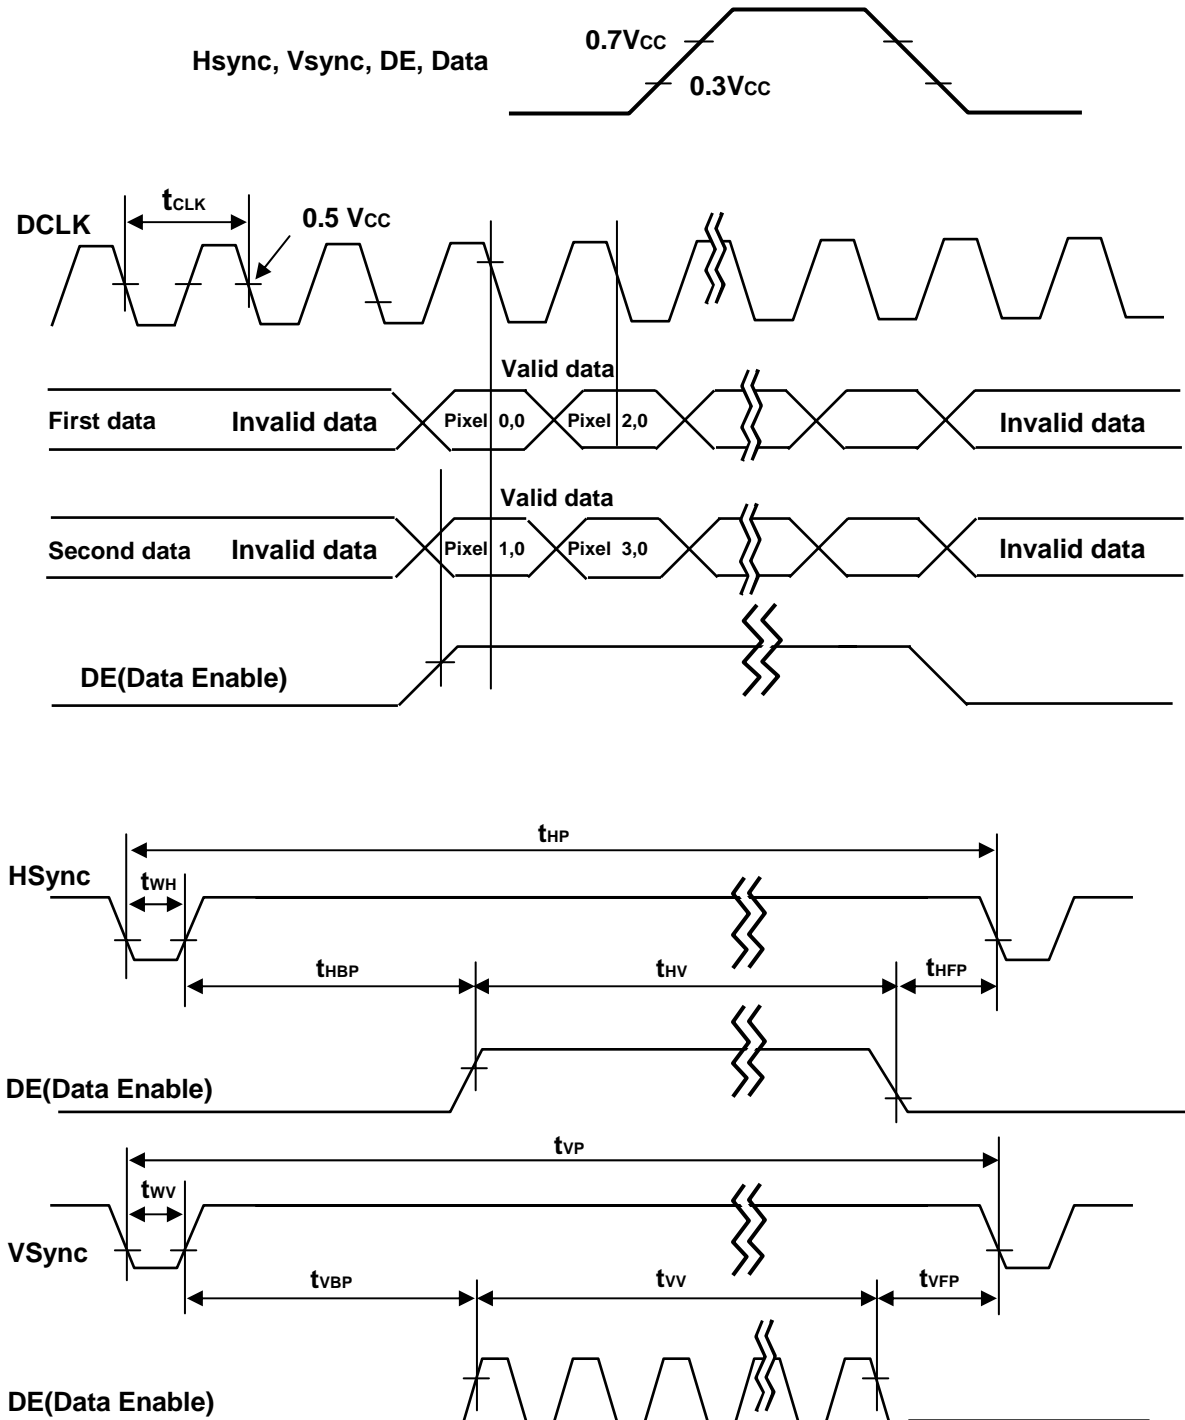 0.7VCC
Hsync, Vsync, DE, Data
0.3VCC
tCLK
DCLK
0.5 VCC
Valid data
First data Invalid data Pixel 0,0 Pixel 2,0 Invalid data
Valid data
Second data Invalid data Pixel 1,0 Pixel 3,0 Invalid data
DE(Data Enable)
tHP
HSync
tWH
tHBP tHV tHFP
DE(Data Enable)
tVP
tWV
VSync
tVBP tVV tVFP
DE(Data Enable)